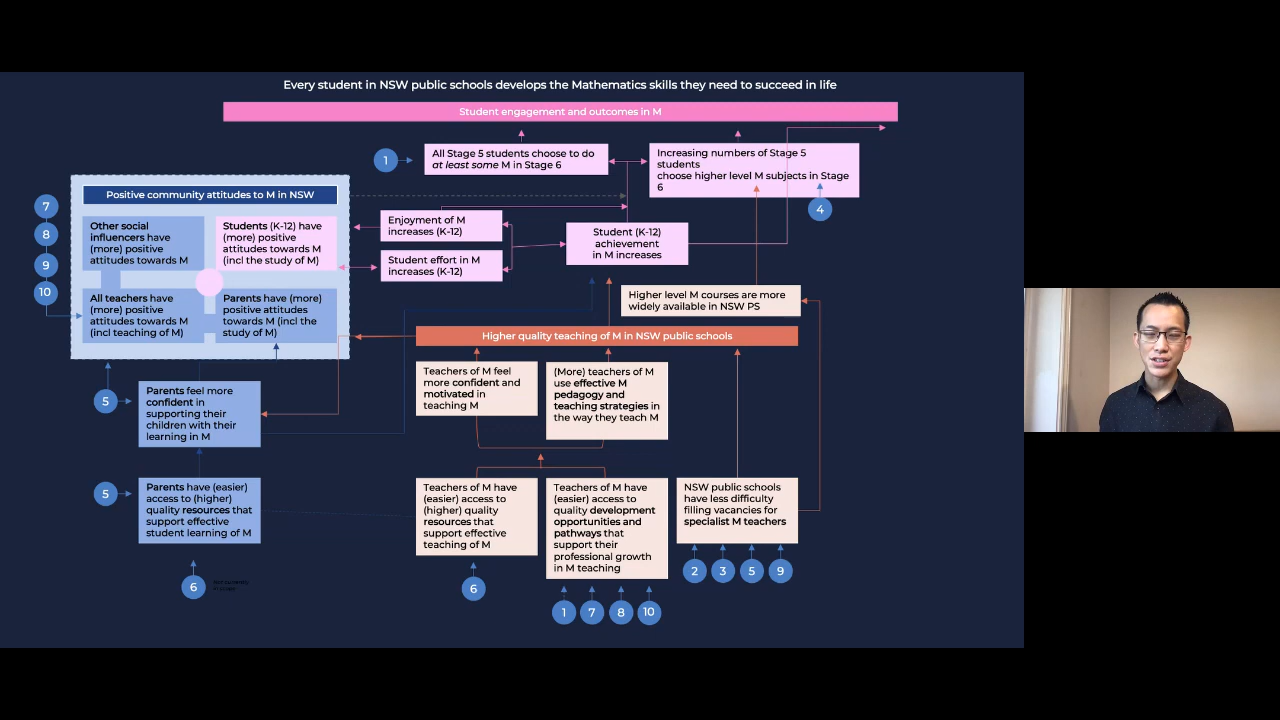 Every student in NSW public schools develops the Mathematics skills they need to succeed in life
Student engagement and outcomes in M
1
All Stage 5 students choose to do
at least some M in Stage 6
Increasing numbers of Stage 5
students
choose higher level M subjects in Stage
6
4
Positive community attitudes to M in NSW
7
8
9
10
Other social
influencers have
(more) positive
attitudes towards M
Students (K-12) have
(more) positive
attitudes towards M
(incl the study of M)
All teachers have
(more) positive
attitudes towards M
(incl teaching of M)
Parents have (more)
positive attitudes
towards M (incl the
study of M)
Enjoyment of M
increases (K-12)
Student effort in M
increases (K-12)
Student (K-12)
achievement
in M increases
Higher level M courses are more
widely available in NSW PS
Higher quality teaching of M in NSW public schools
Teachers of M feel
more confident and
motivated in
teaching M
(More) teachers of M
use effective M
pedagogy and
teaching strategies in
the way they teach M
5
Parents feel more
confident in
supporting their
children with their
learning in M
5
Parents have (easier)
access to (higher)
quality resources that
support effective
student learning of M
6
Teachers of M have
(easier) access to
(higher) quality
resources that
support effective
teaching of M
6
Teachers of M have
(easier) access to
quality development
opportunities and
pathways that
support their
professional growth
in M teaching
1
7
8
10
NSW public schools
have less difficulty
filling vacancies for
specialist M teachers
2
3
5
9